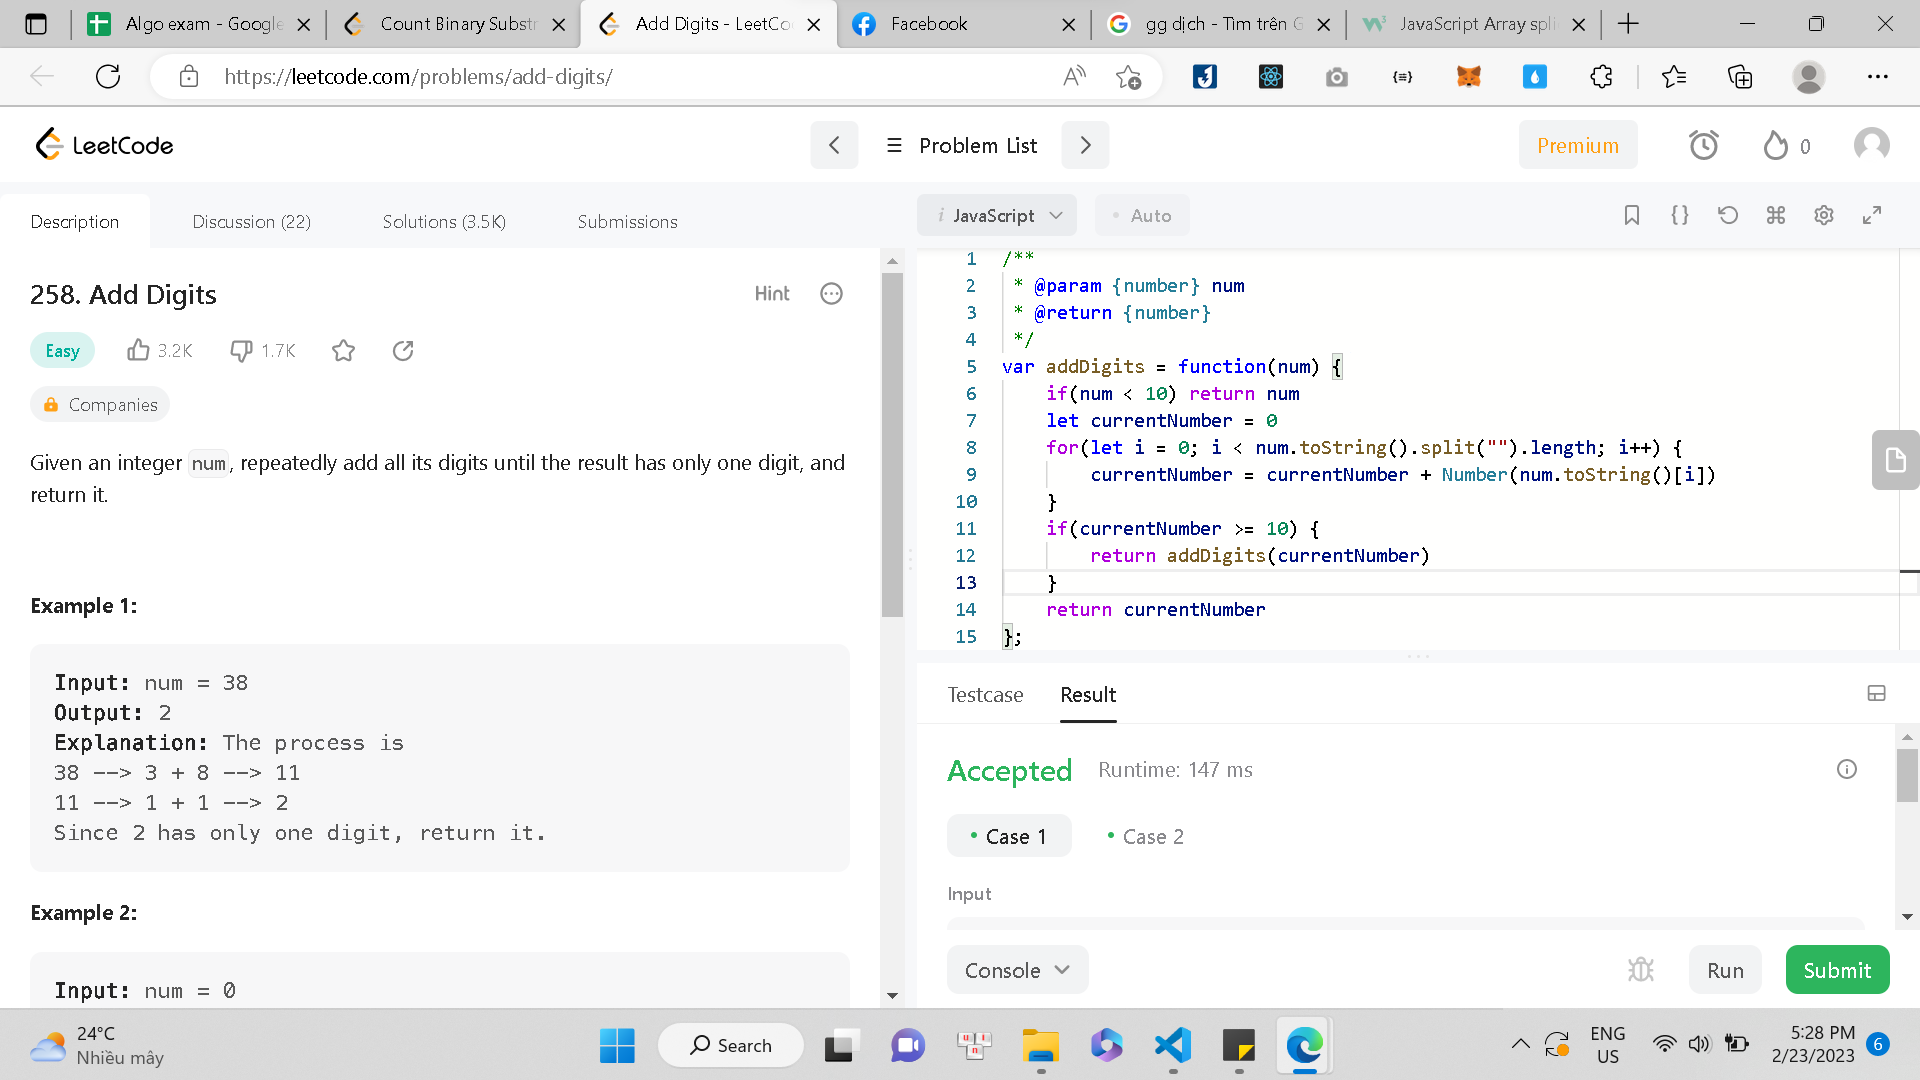 Algo exam - Google
Count Binary Substr
Add Digits - LeetCo
Facebook
gg dịch - Tìm trên G
JavaScript Array spli
https://leetcode.com/problems/add-digits/
LeetCode
Problem List
Premium
0
Description
Discussion (22)
Solutions (3.5K)
Submissions
i JavaScript
• Auto
258. Add Digits
Hint
Easy
3.2K
1.7K
Companies
Given an integer num, repeatedly add all its digits until the result has only one digit, and
return it.
Example 1:
Input: num = 38
Output: 2
Explanation: The process is
38 --> 3 + 8 --> 11
11 --> 1 + 1 --> 2
Since 2 has only one digit, return it.
Example 2:
Input: num = 0
1 /**
2 * @param {number} num
3 * @return {number}
4 */
5 var addDigits = function(num) {
6 if(num < 10) return num
7 let currentNumber = 0
8 for(let i = 0; i < num.toString().split("").length; i++) {
9 currentNumber = currentNumber + Number(num.toString()[i])
10 }
11 if(currentNumber >= 10) {
12 return addDigits(currentNumber)
13 }
14 return currentNumber
15 };
Testcase
Result
Accepted
Runtime: 147 ms
• Case 1
• Case 2
Input
Console
Run
Submit
24°C
Nhiều mây
Search
ENG
US
5:28 PM
2/23/2023
6